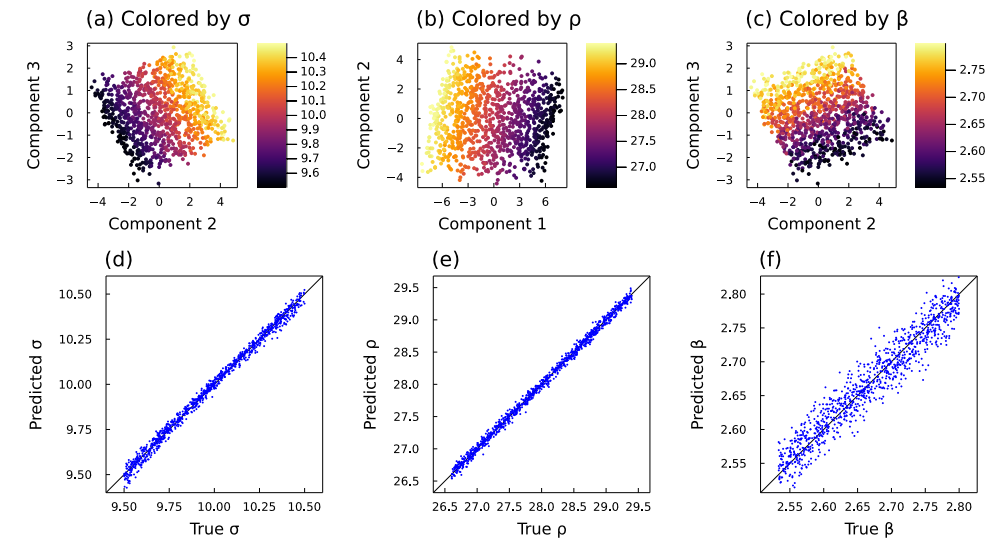 (a) Colored by σ
(b) Colored by ρ
(c) Colored by β
Component 3
3
2
1
0
−1
−2
−3
−4 −2 0 2 4
Component 2
10.4
10.2
10.1
10.0
9.9
9.7
9.6
Component 2
4
2
0
−2
−4
−6 −3 0 3 6
Component 1
29.0
28.5
28.0
27.5
27.0
Component 3
3
2
1
0
−1
−2
−3
−4 −2 0 2 4
Component 2
2.75
2.70
2.65
2.60
2.55
(d)
(e)
(f)
Predicted σ
10.50
10.25
10.00
9.75
9.50
9.50 9.75 10.00 10.25 10.50
True σ
Predicted ρ
29.5
29.0
28.5
28.0
27.5
27.0
26.5
26.5 27.0 27.5 28.0 28.5 29.0 29.5
True ρ
Predicted β
2.80
2.75
2.70
2.65
2.60
2.55
2.55 2.60 2.65 2.70 2.75 2.80
True β